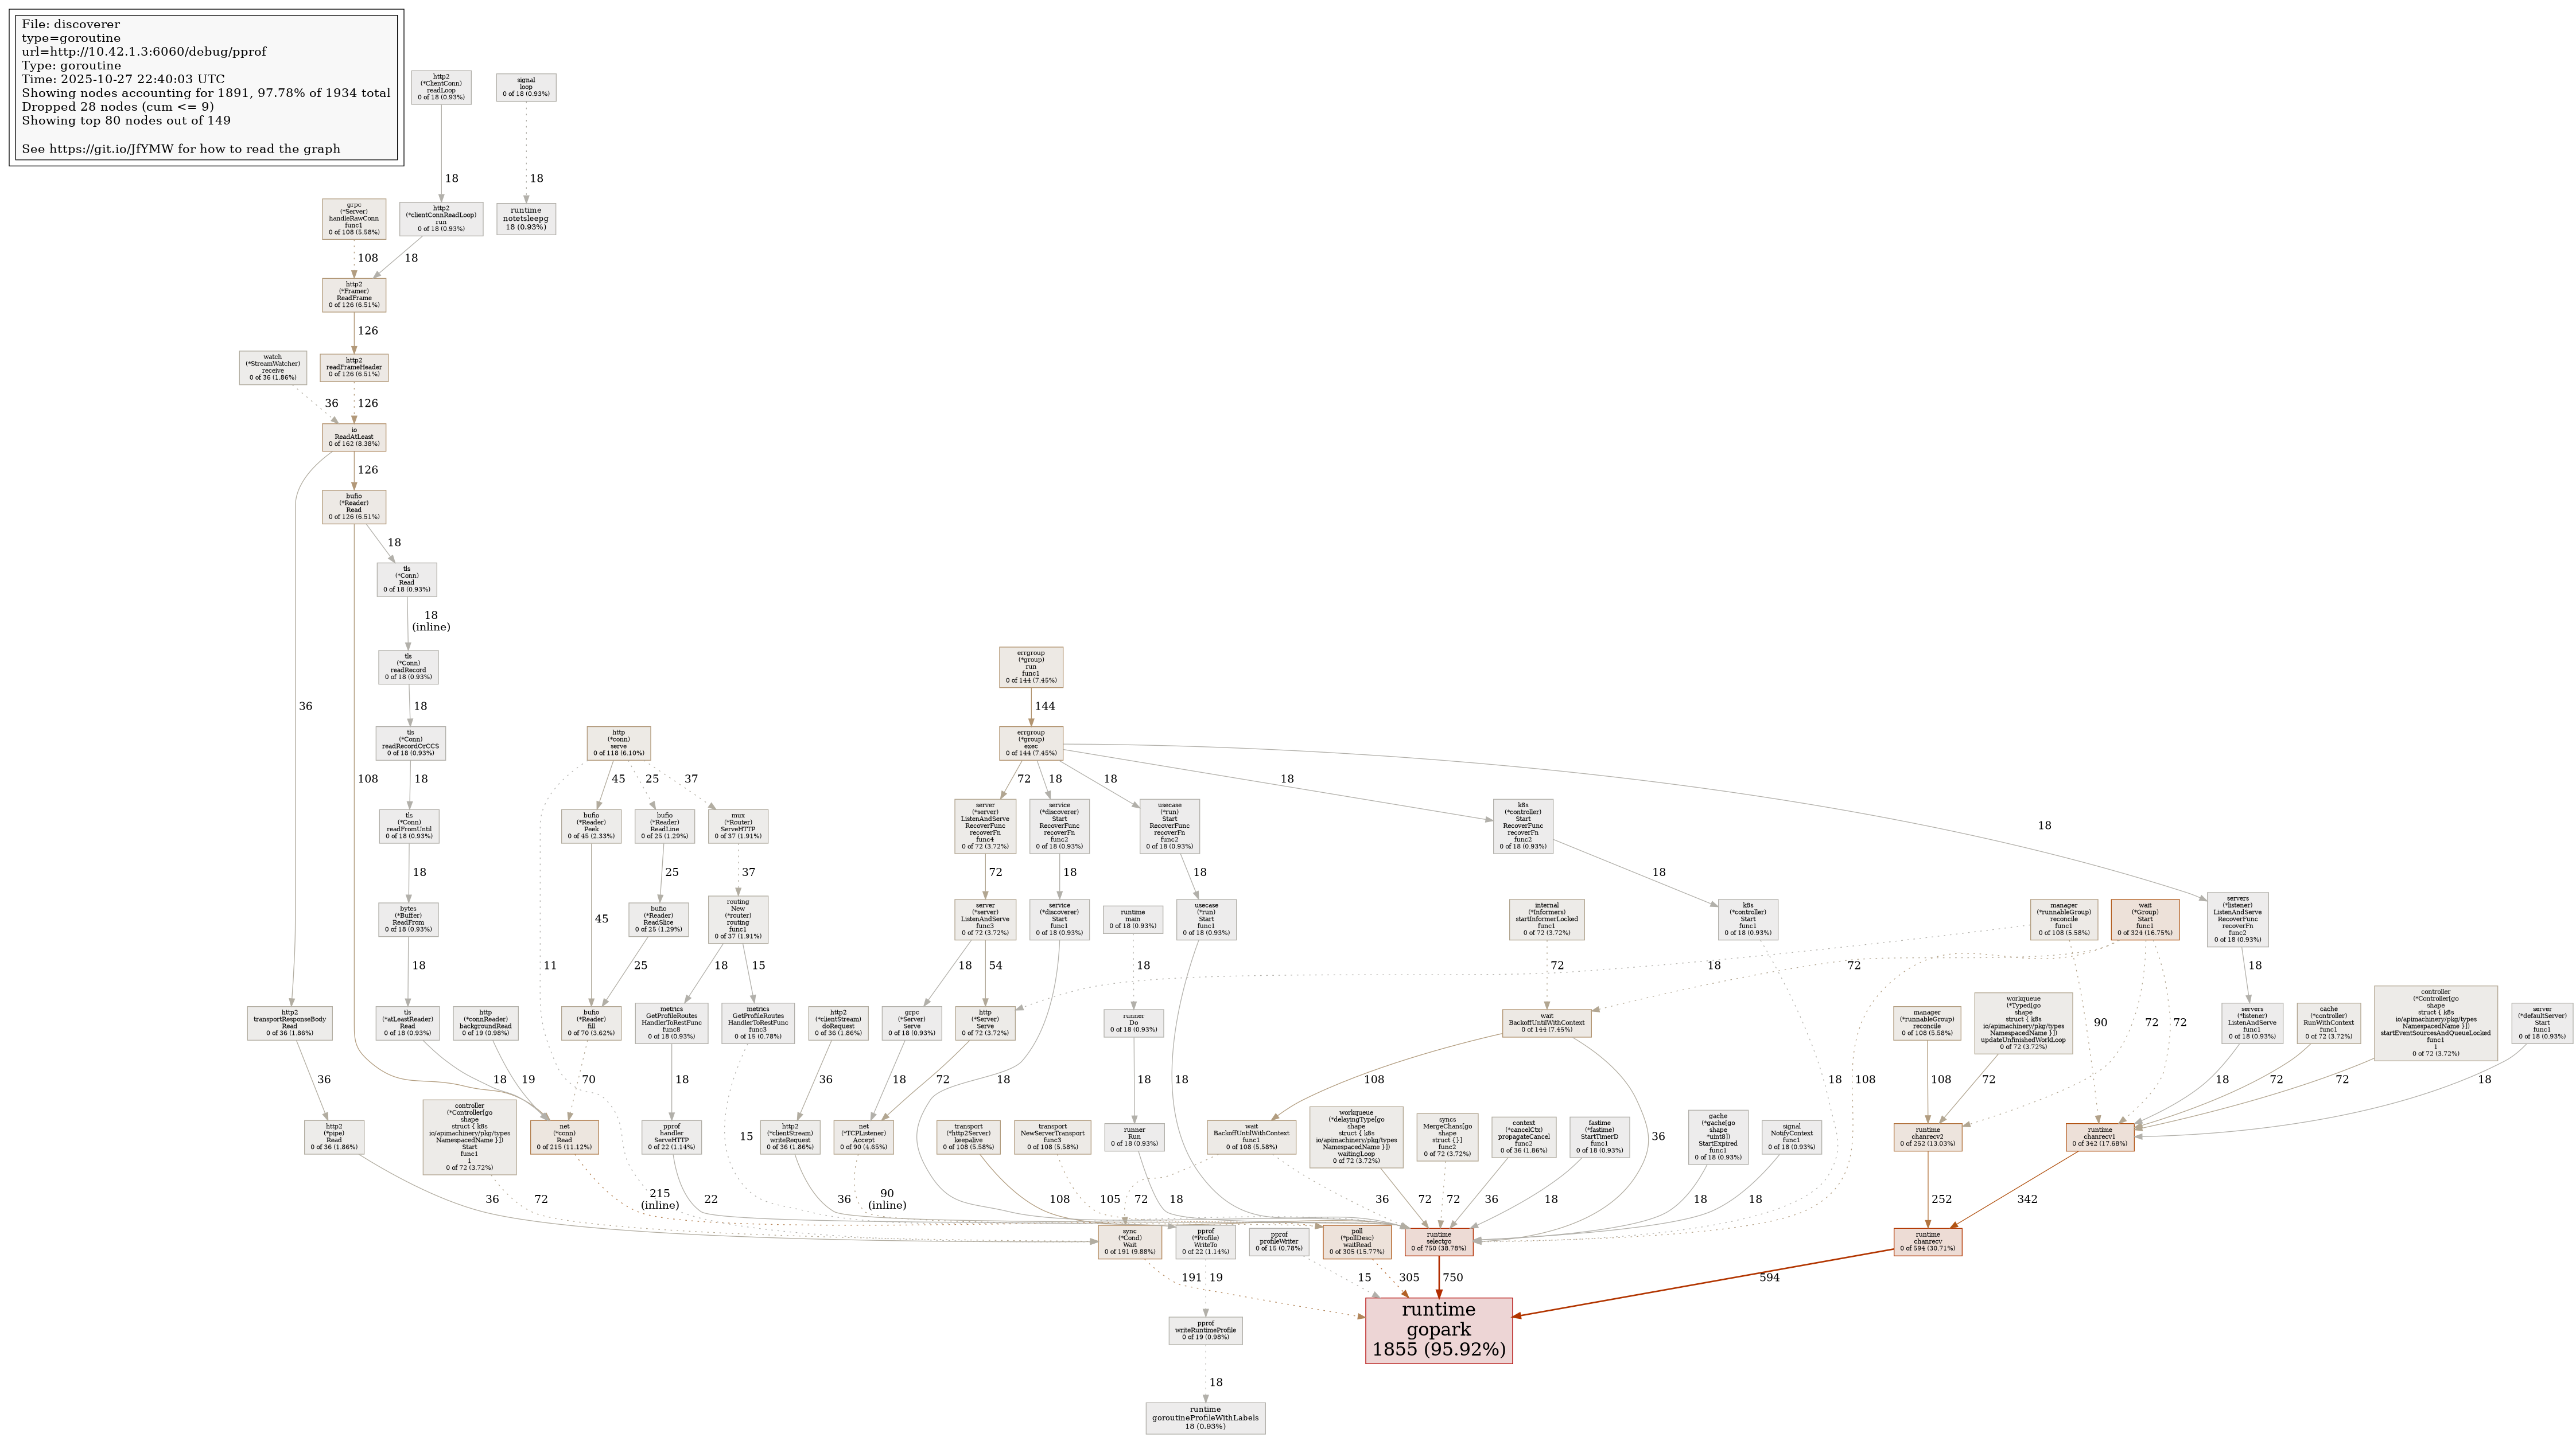 File: discoverer
type=goroutine
url=http://10.42.1.3:6060/debug/pprof
Type: goroutine
Time: 2025-10-27 22:40:03 UTC
Showing nodes accounting for 1891, 97.78% of 1934 total
Dropped 28 nodes (cum <= 9)
Showing top 80 nodes out of 149
See https://git.io/JfYMW for how to read the graph
http2
(*ClientConn)
readLoop
0 of 18 (0.93%)
signal
loop
0 of 18 (0.93%)
18
18
grpc
(*Server)
handleRawConn
func1
0 of 108 (5.58%)
http2
(*clientConnReadLoop)
run
0 of 18 (0.93%)
runtime
notetsleepg
18 (0.93%)
108
18
http2
(*Framer)
ReadFrame
0 of 126 (6.51%)
126
watch
(*StreamWatcher)
receive
0 of 36 (1.86%)
http2
readFrameHeader
0 of 126 (6.51%)
36
126
io
ReadAtLeast
0 of 162 (8.38%)
126
bufio
(*Reader)
Read
0 of 126 (6.51%)
18
tls
(*Conn)
Read
0 of 18 (0.93%)
18
(inline)
tls
(*Conn)
readRecord
0 of 18 (0.93%)
errgroup
(*group)
run
func1
0 of 144 (7.45%)
36
18
144
tls
(*Conn)
readRecordOrCCS
0 of 18 (0.93%)
http
(*conn)
serve
0 of 118 (6.10%)
errgroup
(*group)
exec
0 of 144 (7.45%)
108
18
45
25
37
72
18
18
18
18
tls
(*Conn)
readFromUntil
0 of 18 (0.93%)
bufio
(*Reader)
Peek
0 of 45 (2.33%)
bufio
(*Reader)
ReadLine
0 of 25 (1.29%)
mux
(*Router)
ServeHTTP
0 of 37 (1.91%)
server
(*server)
ListenAndServe
RecoverFunc
recoverFn
func4
0 of 72 (3.72%)
service
(*discoverer)
Start
RecoverFunc
recoverFn
func2
0 of 18 (0.93%)
usecase
(*run)
Start
RecoverFunc
recoverFn
func2
0 of 18 (0.93%)
k8s
(*controller)
Start
RecoverFunc
recoverFn
func2
0 of 18 (0.93%)
18
25
37
72
18
18
18
bytes
(*Buffer)
ReadFrom
0 of 18 (0.93%)
45
bufio
(*Reader)
ReadSlice
0 of 25 (1.29%)
routing
New
(*router)
routing
func1
0 of 37 (1.91%)
server
(*server)
ListenAndServe
func3
0 of 72 (3.72%)
service
(*discoverer)
Start
func1
0 of 18 (0.93%)
runtime
main
0 of 18 (0.93%)
usecase
(*run)
Start
func1
0 of 18 (0.93%)
internal
(*Informers)
startInformerLocked
func1
0 of 72 (3.72%)
k8s
(*controller)
Start
func1
0 of 18 (0.93%)
manager
(*runnableGroup)
reconcile
func1
0 of 108 (5.58%)
wait
(*Group)
Start
func1
0 of 324 (16.75%)
servers
(*listener)
ListenAndServe
RecoverFunc
recoverFn
func2
0 of 18 (0.93%)
18
11
25
18
15
18
54
18
72
18
72
18
http2
transportResponseBody
Read
0 of 36 (1.86%)
tls
(*atLeastReader)
Read
0 of 18 (0.93%)
http
(*connReader)
backgroundRead
0 of 19 (0.98%)
bufio
(*Reader)
fill
0 of 70 (3.62%)
metrics
GetProfileRoutes
HandlerToRestFunc
func8
0 of 18 (0.93%)
metrics
GetProfileRoutes
HandlerToRestFunc
func3
0 of 15 (0.78%)
http2
(*clientStream)
doRequest
0 of 36 (1.86%)
grpc
(*Server)
Serve
0 of 18 (0.93%)
http
(*Server)
Serve
0 of 72 (3.72%)
runner
Do
0 of 18 (0.93%)
wait
BackoffUntilWithContext
0 of 144 (7.45%)
manager
(*runnableGroup)
reconcile
0 of 108 (5.58%)
workqueue
(*Typed[go
shape
struct { k8s
io/apimachinery/pkg/types
NamespacedName }])
updateUnfinishedWorkLoop
0 of 72 (3.72%)
90
72
72
servers
(*listener)
ListenAndServe
func1
0 of 18 (0.93%)
cache
(*controller)
RunWithContext
func1
0 of 72 (3.72%)
controller
(*Controller[go
shape
struct { k8s
io/apimachinery/pkg/types
NamespacedName }])
startEventSourcesAndQueueLocked
func1
1
0 of 72 (3.72%)
server
(*defaultServer)
Start
func1
0 of 18 (0.93%)
36
18
19
70
18
36
18
72
18
18
18
108
18
108
108
72
18
72
72
18
http2
(*pipe)
Read
0 of 36 (1.86%)
controller
(*Controller[go
shape
struct { k8s
io/apimachinery/pkg/types
NamespacedName }])
Start
func1
1
0 of 72 (3.72%)
net
(*conn)
Read
0 of 215 (11.12%)
pprof
handler
ServeHTTP
0 of 22 (1.14%)
15
http2
(*clientStream)
writeRequest
0 of 36 (1.86%)
net
(*TCPListener)
Accept
0 of 90 (4.65%)
transport
(*http2Server)
keepalive
0 of 108 (5.58%)
transport
NewServerTransport
func3
0 of 108 (5.58%)
runner
Run
0 of 18 (0.93%)
wait
BackoffUntilWithContext
func1
0 of 108 (5.58%)
workqueue
(*delayingType[go
shape
struct { k8s
io/apimachinery/pkg/types
NamespacedName }])
waitingLoop
0 of 72 (3.72%)
syncs
MergeChans[go
shape
struct {}]
func2
0 of 72 (3.72%)
context
(*cancelCtx)
propagateCancel
func2
0 of 36 (1.86%)
fastime
(*fastime)
StartTimerD
func1
0 of 18 (0.93%)
36
gache
(*gache[go
shape
*uint8])
StartExpired
func1
0 of 18 (0.93%)
signal
NotifyContext
func1
0 of 18 (0.93%)
runtime
chanrecv2
0 of 252 (13.03%)
runtime
chanrecv1
0 of 342 (17.68%)
36
72
215
(inline)
22
36
90
(inline)
108
105
72
18
36
72
72
36
18
18
18
252
342
sync
(*Cond)
Wait
0 of 191 (9.88%)
pprof
(*Profile)
WriteTo
0 of 22 (1.14%)
pprof
profileWriter
0 of 15 (0.78%)
poll
(*pollDesc)
waitRead
0 of 305 (15.77%)
runtime
selectgo
0 of 750 (38.78%)
runtime
chanrecv
0 of 594 (30.71%)
191
19
15
305
750
594
pprof
writeRuntimeProfile
0 of 19 (0.98%)
runtime
gopark
1855 (95.92%)
18
runtime
goroutineProfileWithLabels
18 (0.93%)